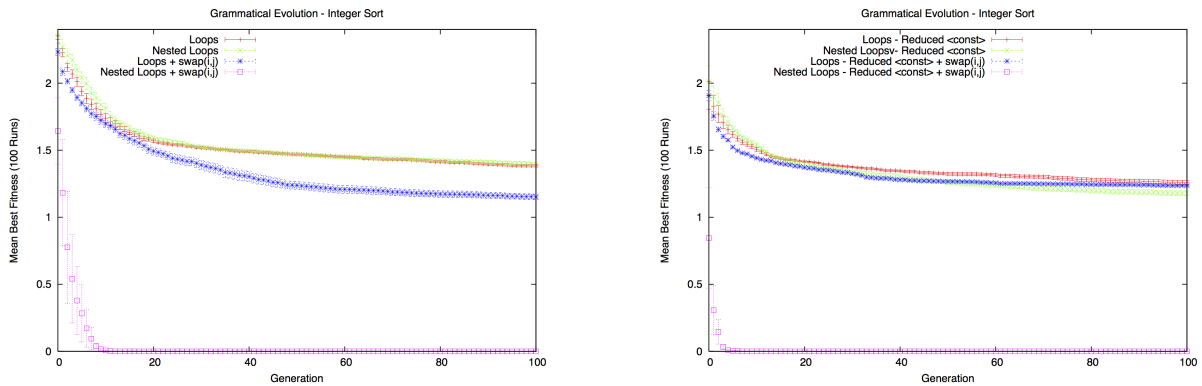 Grammatical Evolution - Integer Sort
Loops
Nested Loops
Loops + swap(i,j)
Nested Loops + swap(i,j)
Mean Best Fitness (100 Runs)
2
1.5
1
0.5
0
0 20 40 60 80 100
Generation
Grammatical Evolution - Integer Sort
Loops - Reduced <const>
Nested Loopsv- Reduced <const>
Loops - Reduced <const> + swap(i,j)
Nested Loops - Reduced <const> + swap(i,j)
Mean Best Fitness (100 Runs)
2
1.5
1
0.5
0
0 20 40 60 80 100
Generation